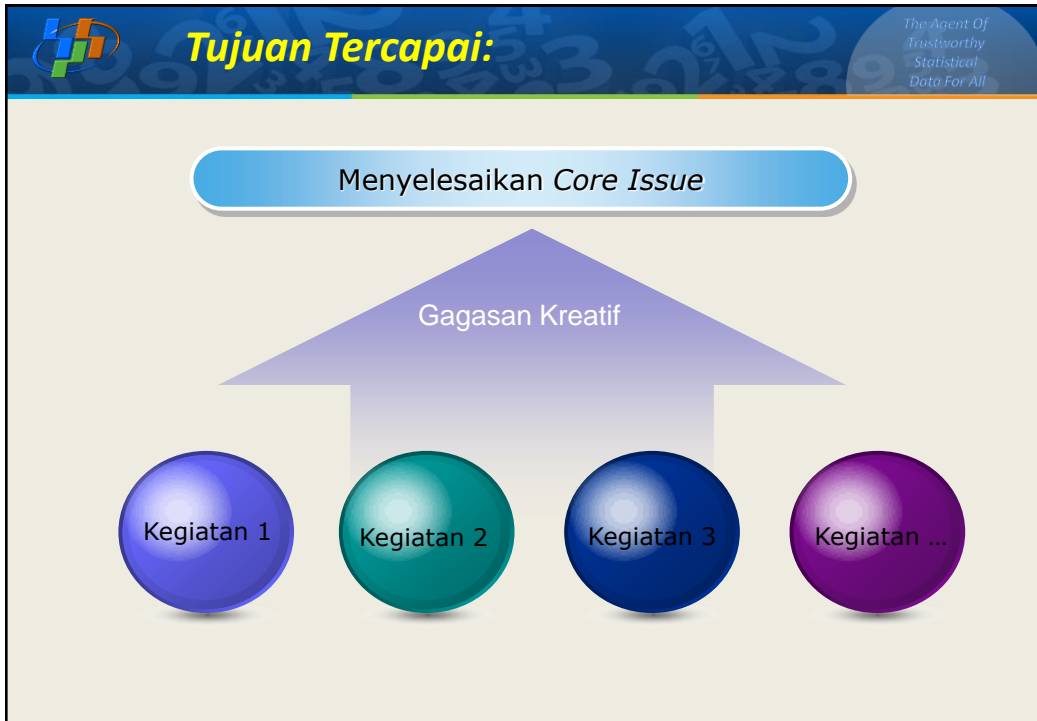 Tujuan Tercapai:
The Agent Of
Trustworthy
Statistical
Data For All
Menyelesaikan Core Issue
Gagasan Kreatif
Kegiatan 1
Kegiatan 2
Kegiatan 3
Kegiatan ...